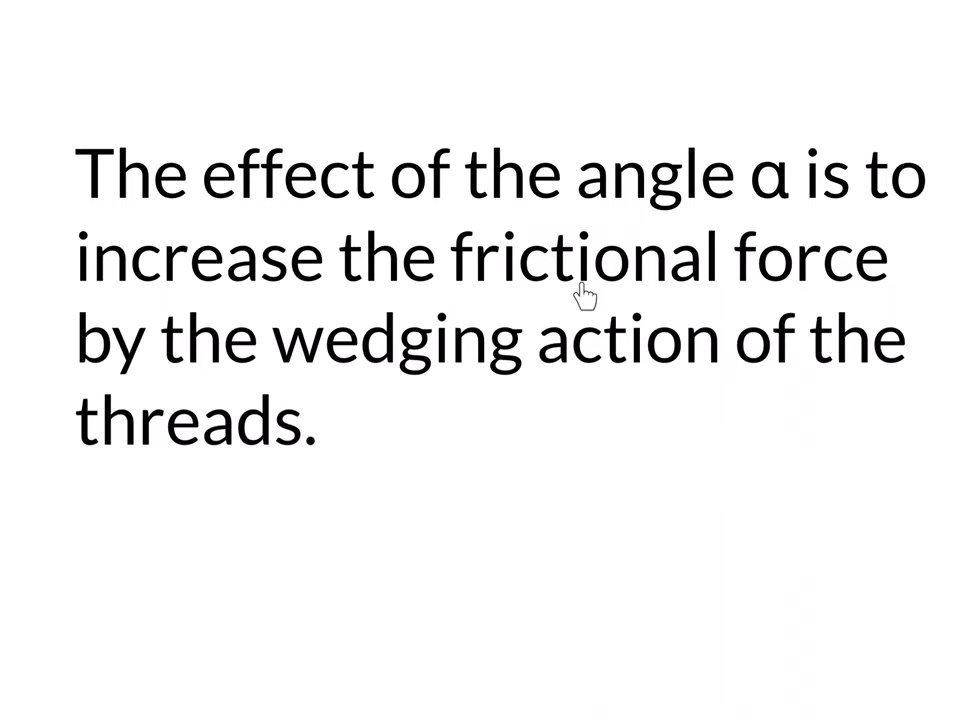 The effect of the angle α is to
increase the frictional force
by the wedging action of the
threads.